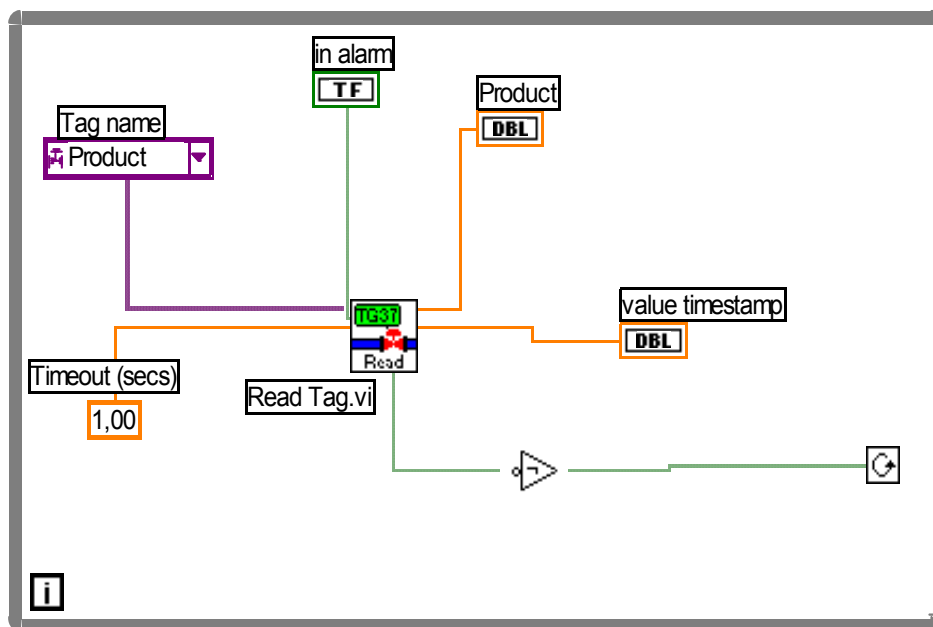 in alarm
TF
Product
DBL
Tag name
Product
value timestamp
DBL
TG37
Read
Timeout (secs)
1,00
Read Tag.vi
i